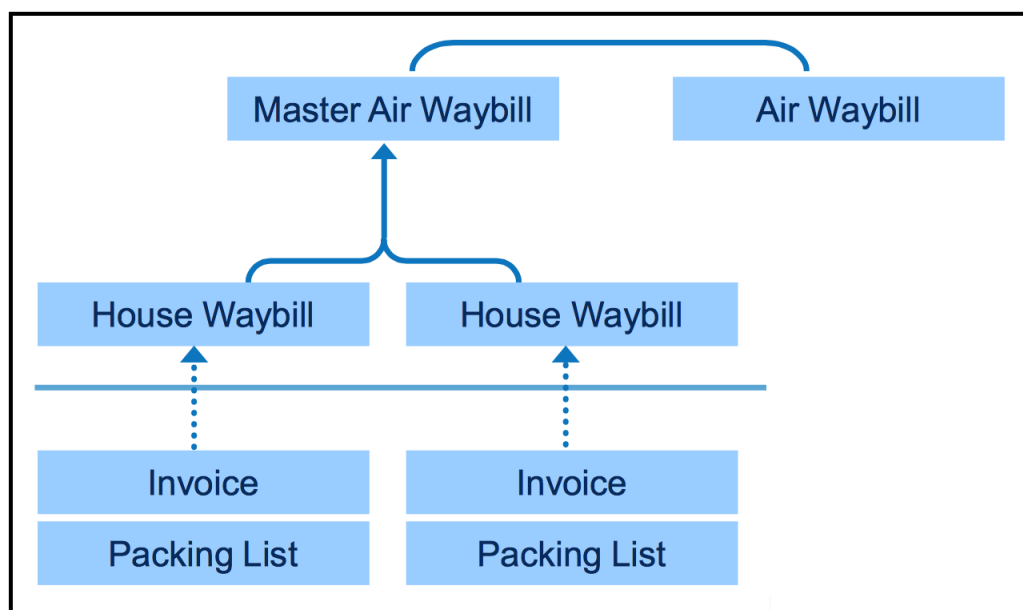 Master Air Waybill
Air Waybill
House Waybill
House Waybill
Invoice
Invoice
Packing List
Packing List